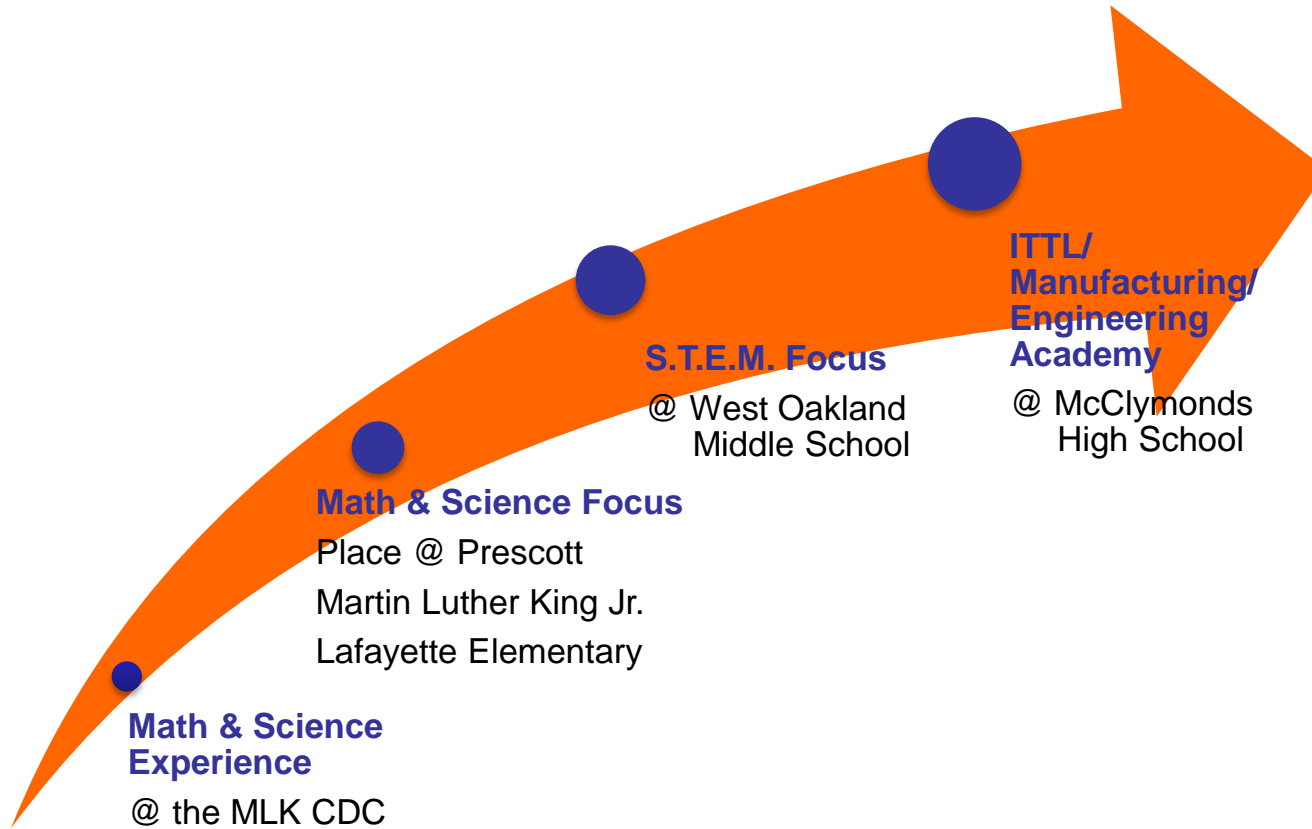 Math & Science
Experience
@ the MLK CDC
Math & Science Focus
Place @ Prescott
Martin Luther King Jr.
Lafayette Elementary
S.T.E.M. Focus
@ West Oakland
Middle School
ITTL/
Manufacturing/
Engineering
Academy
@ McClymonds
High School